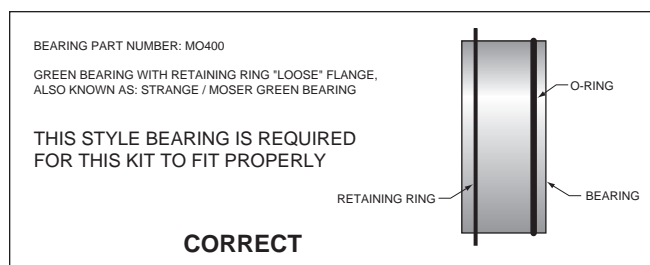 BEARING PART NUMBER: MO400
GREEN BEARING WITH RETAINING RING "LOOSE" FLANGE,
ALSO KNOWN AS: STRANGE / MOSER GREEN BEARING
THIS STYLE BEARING IS REQUIRED
FOR THIS KIT TO FIT PROPERLY
O-RING
RETAINING RING
BEARING
CORRECT